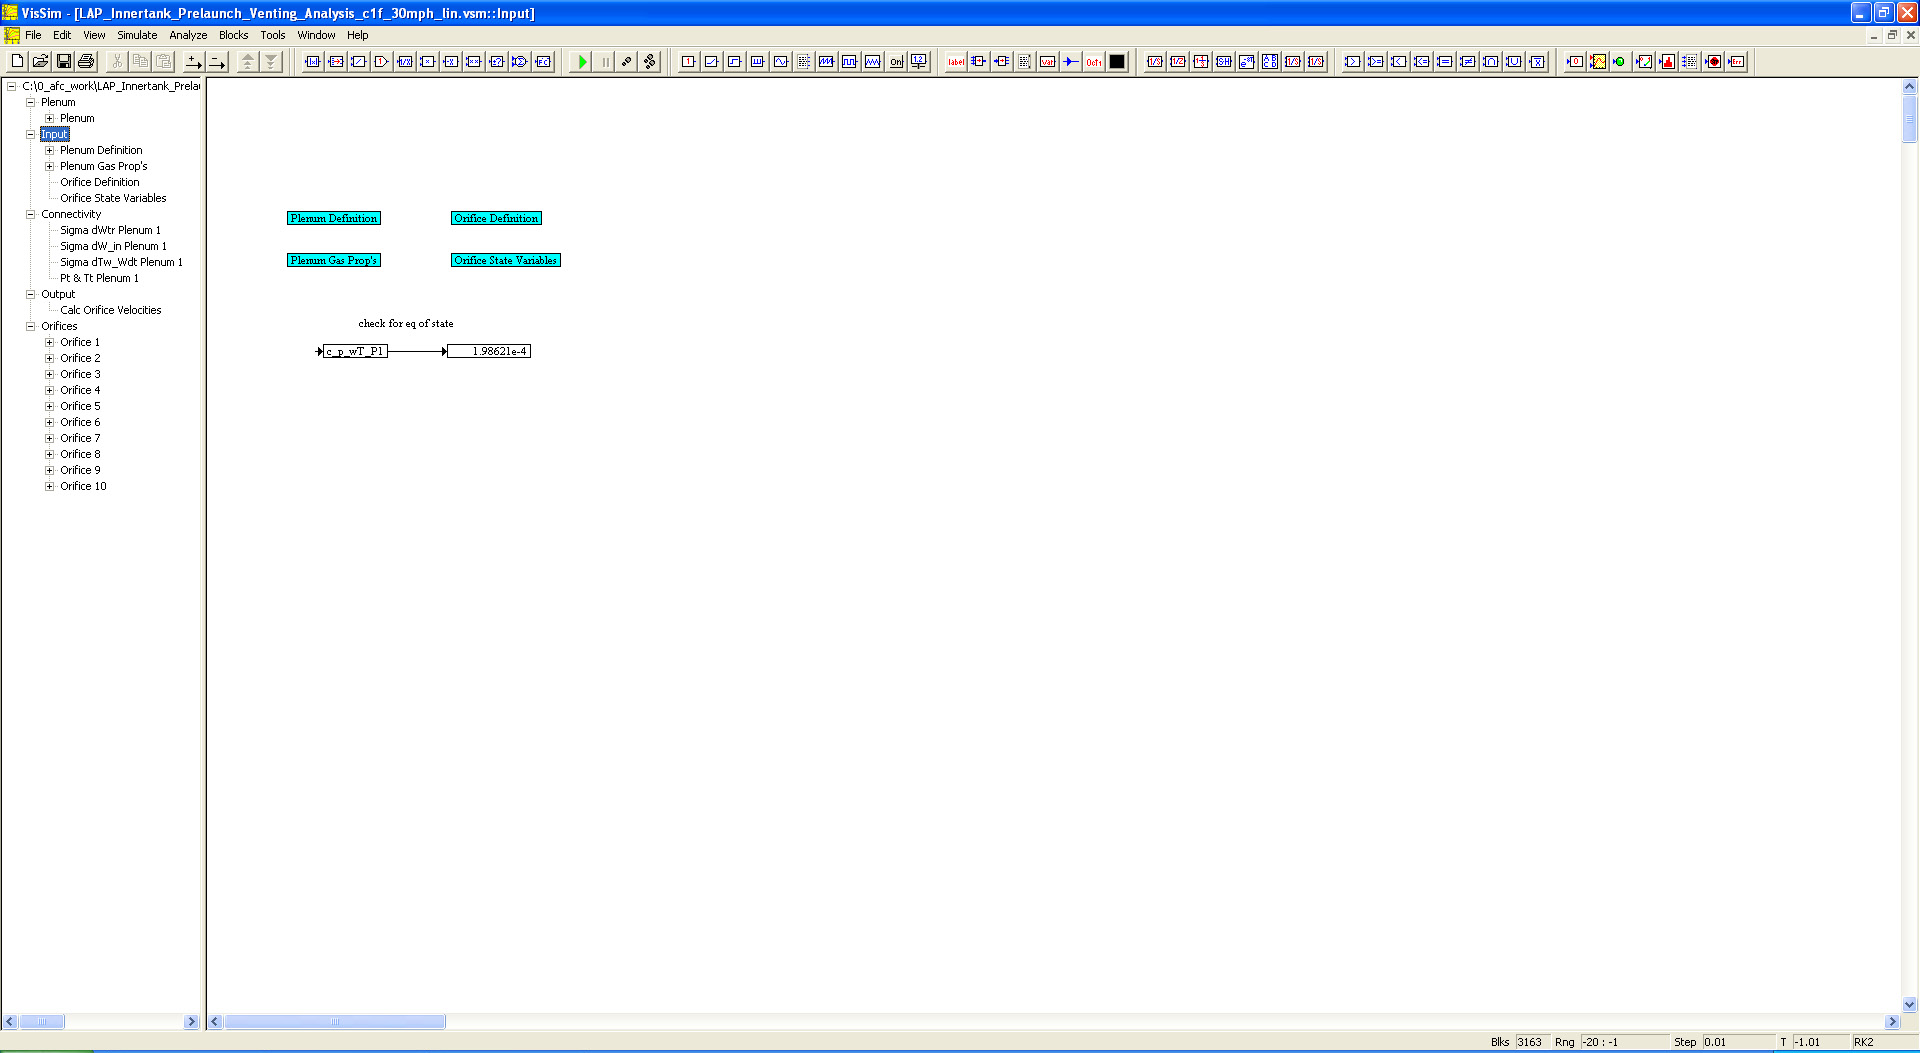 VisSim - [LAP_Innertank_Prelaunch_Venting_Analysis_c1f_30mph_lin.vsm::Input]
File Edit View Simulate Analyze Blocks Tools Window Help
C:\0_afc_work\LAP_Innertank_Prelau
Plenum
Plenum
Input
Plenum Definition
Plenum Gas Prop's
Orifice Definition
Orifice State Variables
Connectivity
Sigma dWtr Plenum 1
Sigma dW_in Plenum 1
Sigma dTw_Wdt Plenum 1
Pt & Tt Plenum 1
Output
Calc Orifice Velocities
Orifices
Orifice 1
Orifice 2
Orifice 3
Orifice 4
Orifice 5
Orifice 6
Orifice 7
Orifice 8
Orifice 9
Orifice 10
Plenum Definition Orifice Definition
Plenum Gas Prop's Orifice State Variables
check for eq of state
c_p_wT_P1 1.98621e-4
Blks 3163 Rng -20 : -1 Step 0.01 T -1.01 RK2